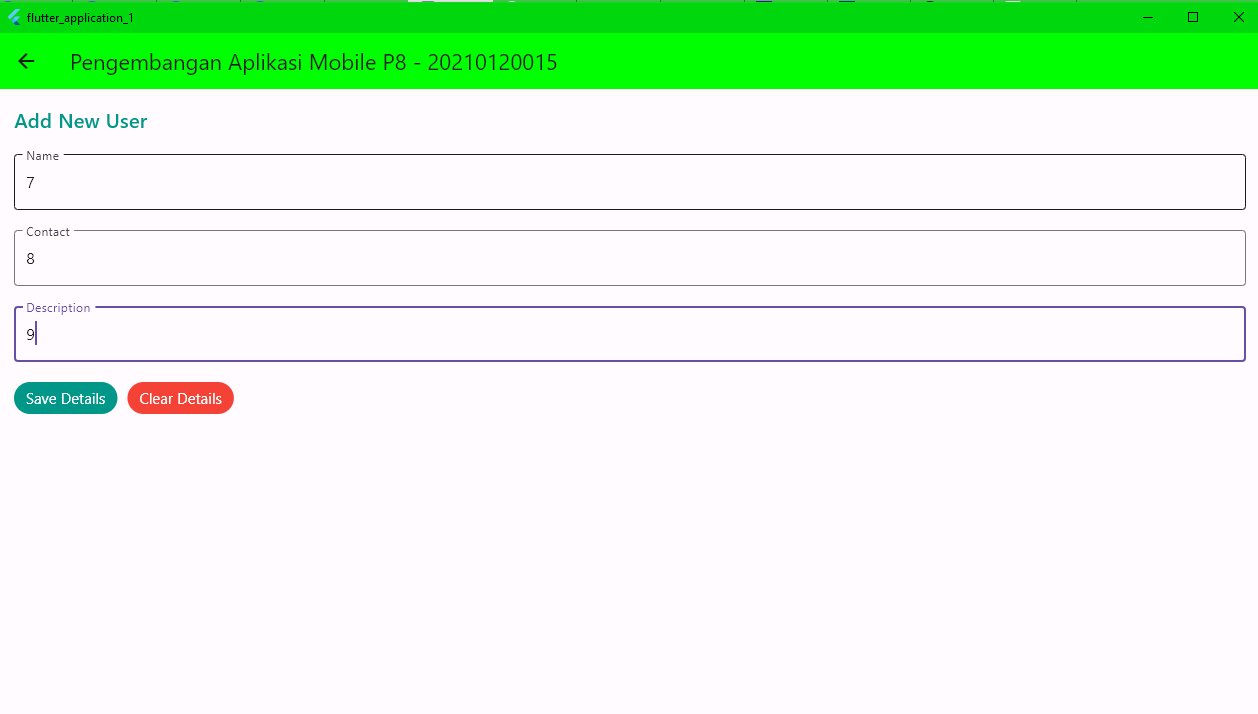 flutter_application_1
Pengembangan Aplikasi Mobile P8 - 20210120015
Add New User
Name
7
Contact
8
Description
9
Save Details Clear Details